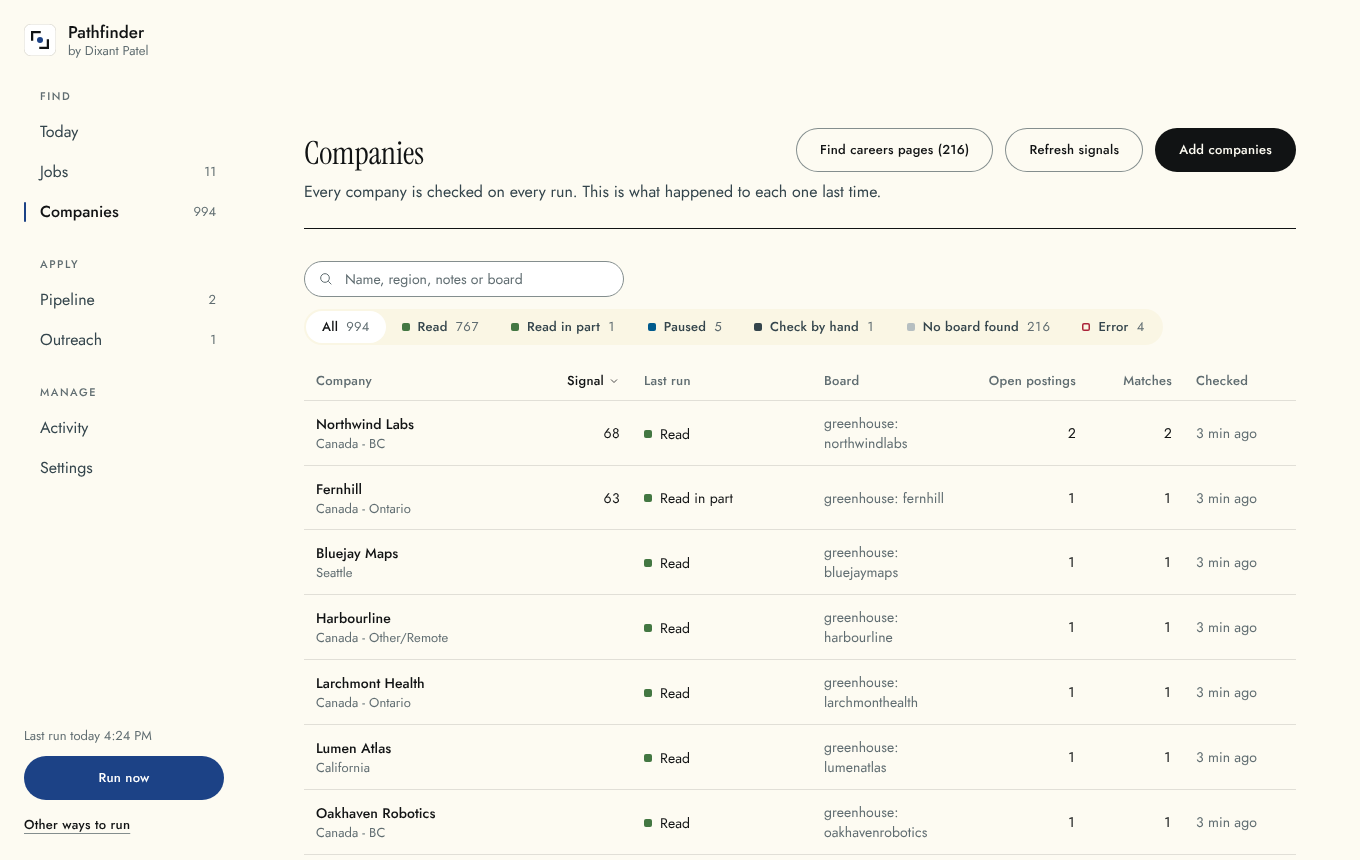 Pathfinder
by Dixant Patel
FIND
Today
Jobs 11
Companies 994
APPLY
Pipeline 2
Outreach 1
MANAGE
Activity
Settings
Last run today 4:24 PM
Run now
Other ways to run
Companies
Find careers pages (216) Refresh signals Add companies
Every company is checked on every run. This is what happened to each one last time.
Name, region, notes or board
All 994 Read 767 Read in part 1 Paused 5 Check by hand 1 No board found 216 Error 4
Company Signal Last run Board Open postings Matches Checked
Northwind Labs
Canada - BC
68 Read
greenhouse:
northwindlabs
2 2 3 min ago
Fernhill
Canada - Ontario
63 Read in part greenhouse: fernhill 1 1 3 min ago
Bluejay Maps
Seattle
Read
greenhouse:
bluejaymaps
1 1 3 min ago
Harbourline
Canada - Other/Remote
Read
greenhouse:
harbourline
1 1 3 min ago
Larchmont Health
Canada - Ontario
Read
greenhouse:
larchmonthealth
1 1 3 min ago
Lumen Atlas
California
Read
greenhouse:
lumenatlas
1 1 3 min ago
Oakhaven Robotics
Canada - BC
Read
greenhouse:
oakhavenrobotics
1 1 3 min ago